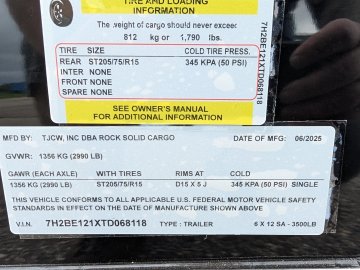 TIRE AND LOADING
INFORMATION
The weight of cargo should never exceed
812 kg or 1,790 lbs.
TIRE SIZE COLD TIRE PRESS.
REAR ST205/75/R15 345 KPA (50 PSI)
INTER NONE
FRONT NONE
SPARE NONE
7H2BE121XTD068118
SEE OWNER'S MANUAL
FOR ADDITIONAL INFORMATION
MFD BY: TJCW, INC DBA ROCK SOLID CARGO DATE OF MFG: 06/2025
GVWR: 1356 KG (2990 LB)
GAWR (EACH AXLE) WITH TIRES RIMS AT COLD
1356 KG (2990 LB) ST205/75/R15 D15 X 5 J 345 KPA (50 PSI) SINGLE
THIS VEHICLE CONFORMS TO ALL APPLICABLE U.S. FEDERAL MOTOR VEHICLE SAFETY
STANDARDS IN EFFECT ON THE DATE OF MANUFACTURE SHOWN ABOVE
V.I.N. 7H2BE121XTD068118 TYPE : TRAILER 6 X 12 SA - 3500LB